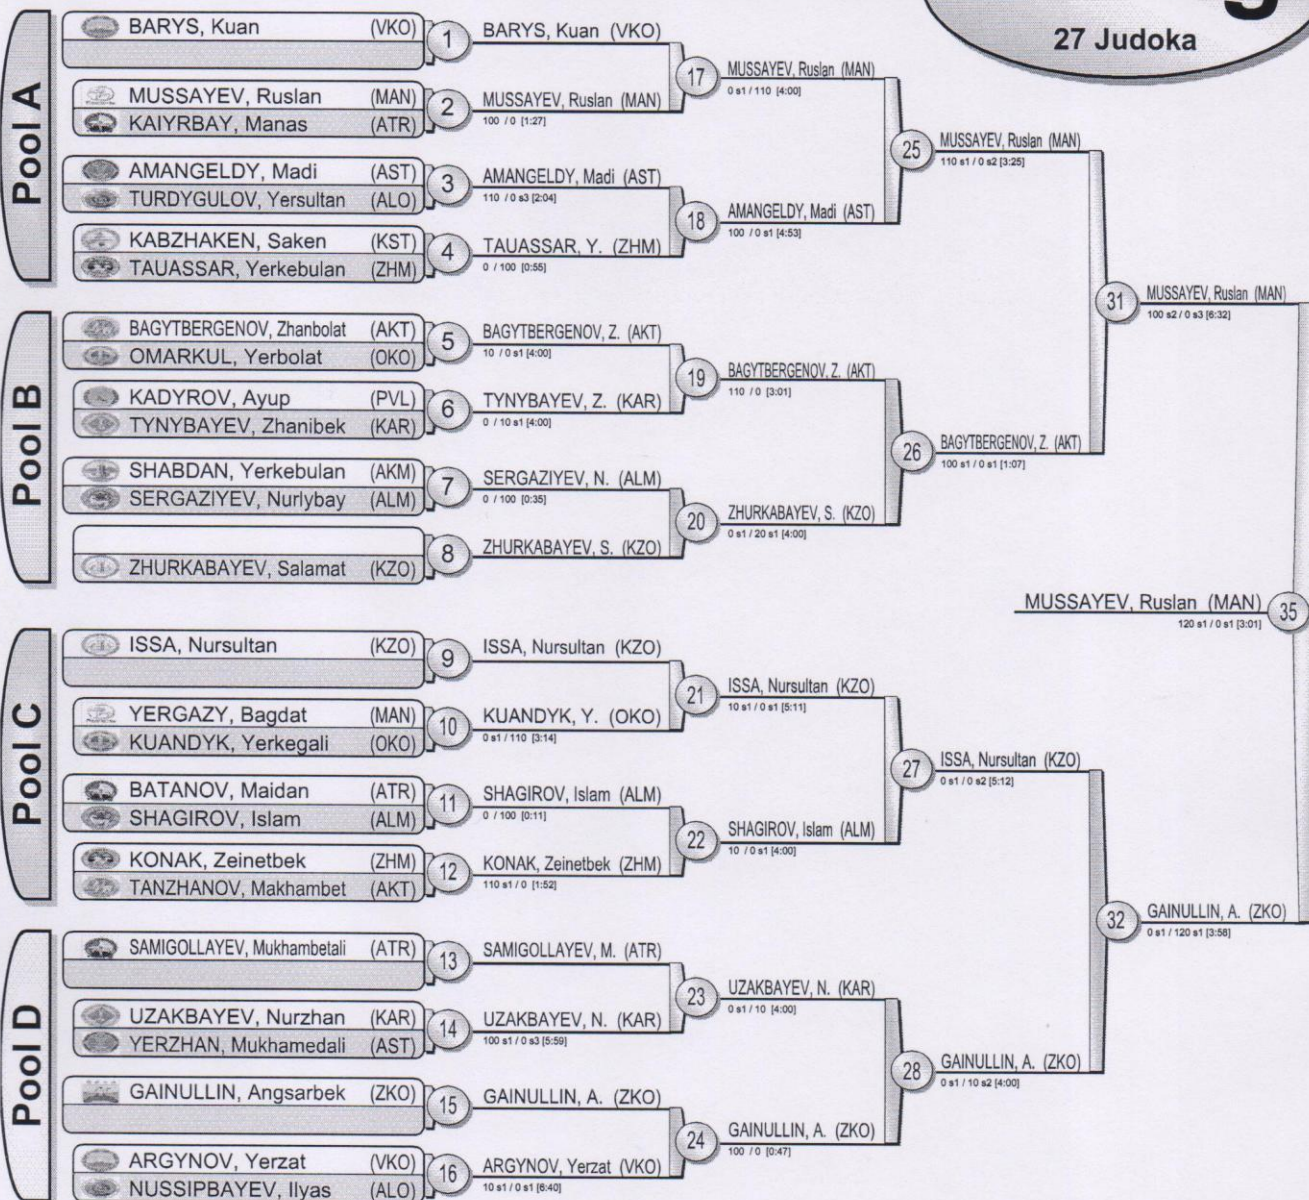 27 Judoka
Pool A
BARYS, Kuan (VKO)
1
MUSSAYEV, Ruslan (MAN)
KAIYRBAY, Manas (ATR)
2
AMANGELDY, Madi (AST)
TURDYGULOV, Yersultan (ALO)
3
KABZHAKEN, Saken (KST)
TAUASSAR, Yerkebulan (ZHM)
4
Pool B
BAGYTBERGENOV, Zhanbolat (AKT)
OMARKUL, Yerbolat (OKO)
5
KADYROV, Ayup (PVL)
TYNYBAYEV, Zhanibek (KAR)
6
SHABDAN, Yerkebulan (AKM)
SERGAZIYEV, Nurlybay (ALM)
7
ZHURKABAYEV, Salamat (KZO)
8
Pool C
ISSA, Nursultan (KZO)
9
YERGAZY, Bagdat (MAN)
KUANDYK, Yerkegali (OKO)
10
BATANOV, Maidan (ATR)
SHAGIROV, Islam (ALM)
11
KONAK, Zeinetbek (ZHM)
TANZHANOV, Makhambet (AKT)
12
Pool D
SAMIGOLLAYEV, Mukhambetali (ATR)
13
UZAKBAYEV, Nurzhan (KAR)
YERZHAN, Mukhamedali (AST)
14
GAINULLIN, Angsarbek (ZKO)
15
ARGYNOV, Yerzat (VKO)
NUSSIPBAYEV, Ilyas (ALO)
16
BARYS, Kuan (VKO)
MUSSAYEV, Ruslan (MAN)
100 / 0 [1:27]
17
AMANGELDY, Madi (AST)
110 / 0 s3 [2:04]
TAUASSAR, Y. (ZHM)
0 / 100 [0:55]
18
BAGYTBERGENOV, Z. (AKT)
10 / 0 s1 [4:00]
TYNYBAYEV, Z. (KAR)
0 / 10 s1 [4:00]
19
SERGAZIYEV, N. (ALM)
0 / 100 [0:35]
ZHURKABAYEV, S. (KZO)
20
ISSA, Nursultan (KZO)
KUANDYK, Y. (OKO)
0 s1 / 110 [3:14]
21
SHAGIROV, Islam (ALM)
0 / 100 [0:11]
KONAK, Zeinetbek (ZHM)
110 s1 / 0 [1:52]
22
SAMIGOLLAYEV, M. (ATR)
UZAKBAYEV, N. (KAR)
100 s1 / 0 s3 [5:59]
23
GAINULLIN, A. (ZKO)
ARGYNOV, Yerzat (VKO)
10 s1 / 0 s1 [6:40]
24
MUSSAYEV, Ruslan (MAN)
0 s1 / 110 [4:00]
AMANGELDY, Madi (AST)
100 / 0 s1 [4:53]
25
BAGYTBERGENOV, Z. (AKT)
110 / 0 [3:01]
ZHURKABAYEV, S. (KZO)
0 s1 / 20 s1 [4:00]
26
ISSA, Nursultan (KZO)
10 s1 / 0 s1 [5:11]
SHAGIROV, Islam (ALM)
10 / 0 s1 [4:00]
27
UZAKBAYEV, N. (KAR)
0 s1 / 10 [4:00]
GAINULLIN, A. (ZKO)
100 / 0 [0:47]
28
MUSSAYEV, Ruslan (MAN)
110 s1 / 0 s2 [3:25]
BAGYTBERGENOV, Z. (AKT)
100 s1 / 0 s1 [1:07]
31
ISSA, Nursultan (KZO)
0 s1 / 0 s2 [5:12]
GAINULLIN, A. (ZKO)
0 s1 / 10 s2 [4:00]
32
MUSSAYEV, Ruslan (MAN)
100 s2 / 0 s3 [6:32]
GAINULLIN, A. (ZKO)
0 s1 / 120 s1 [3:58]
35
MUSSAYEV, Ruslan (MAN)
120 s1 / 0 s1 [3:01]